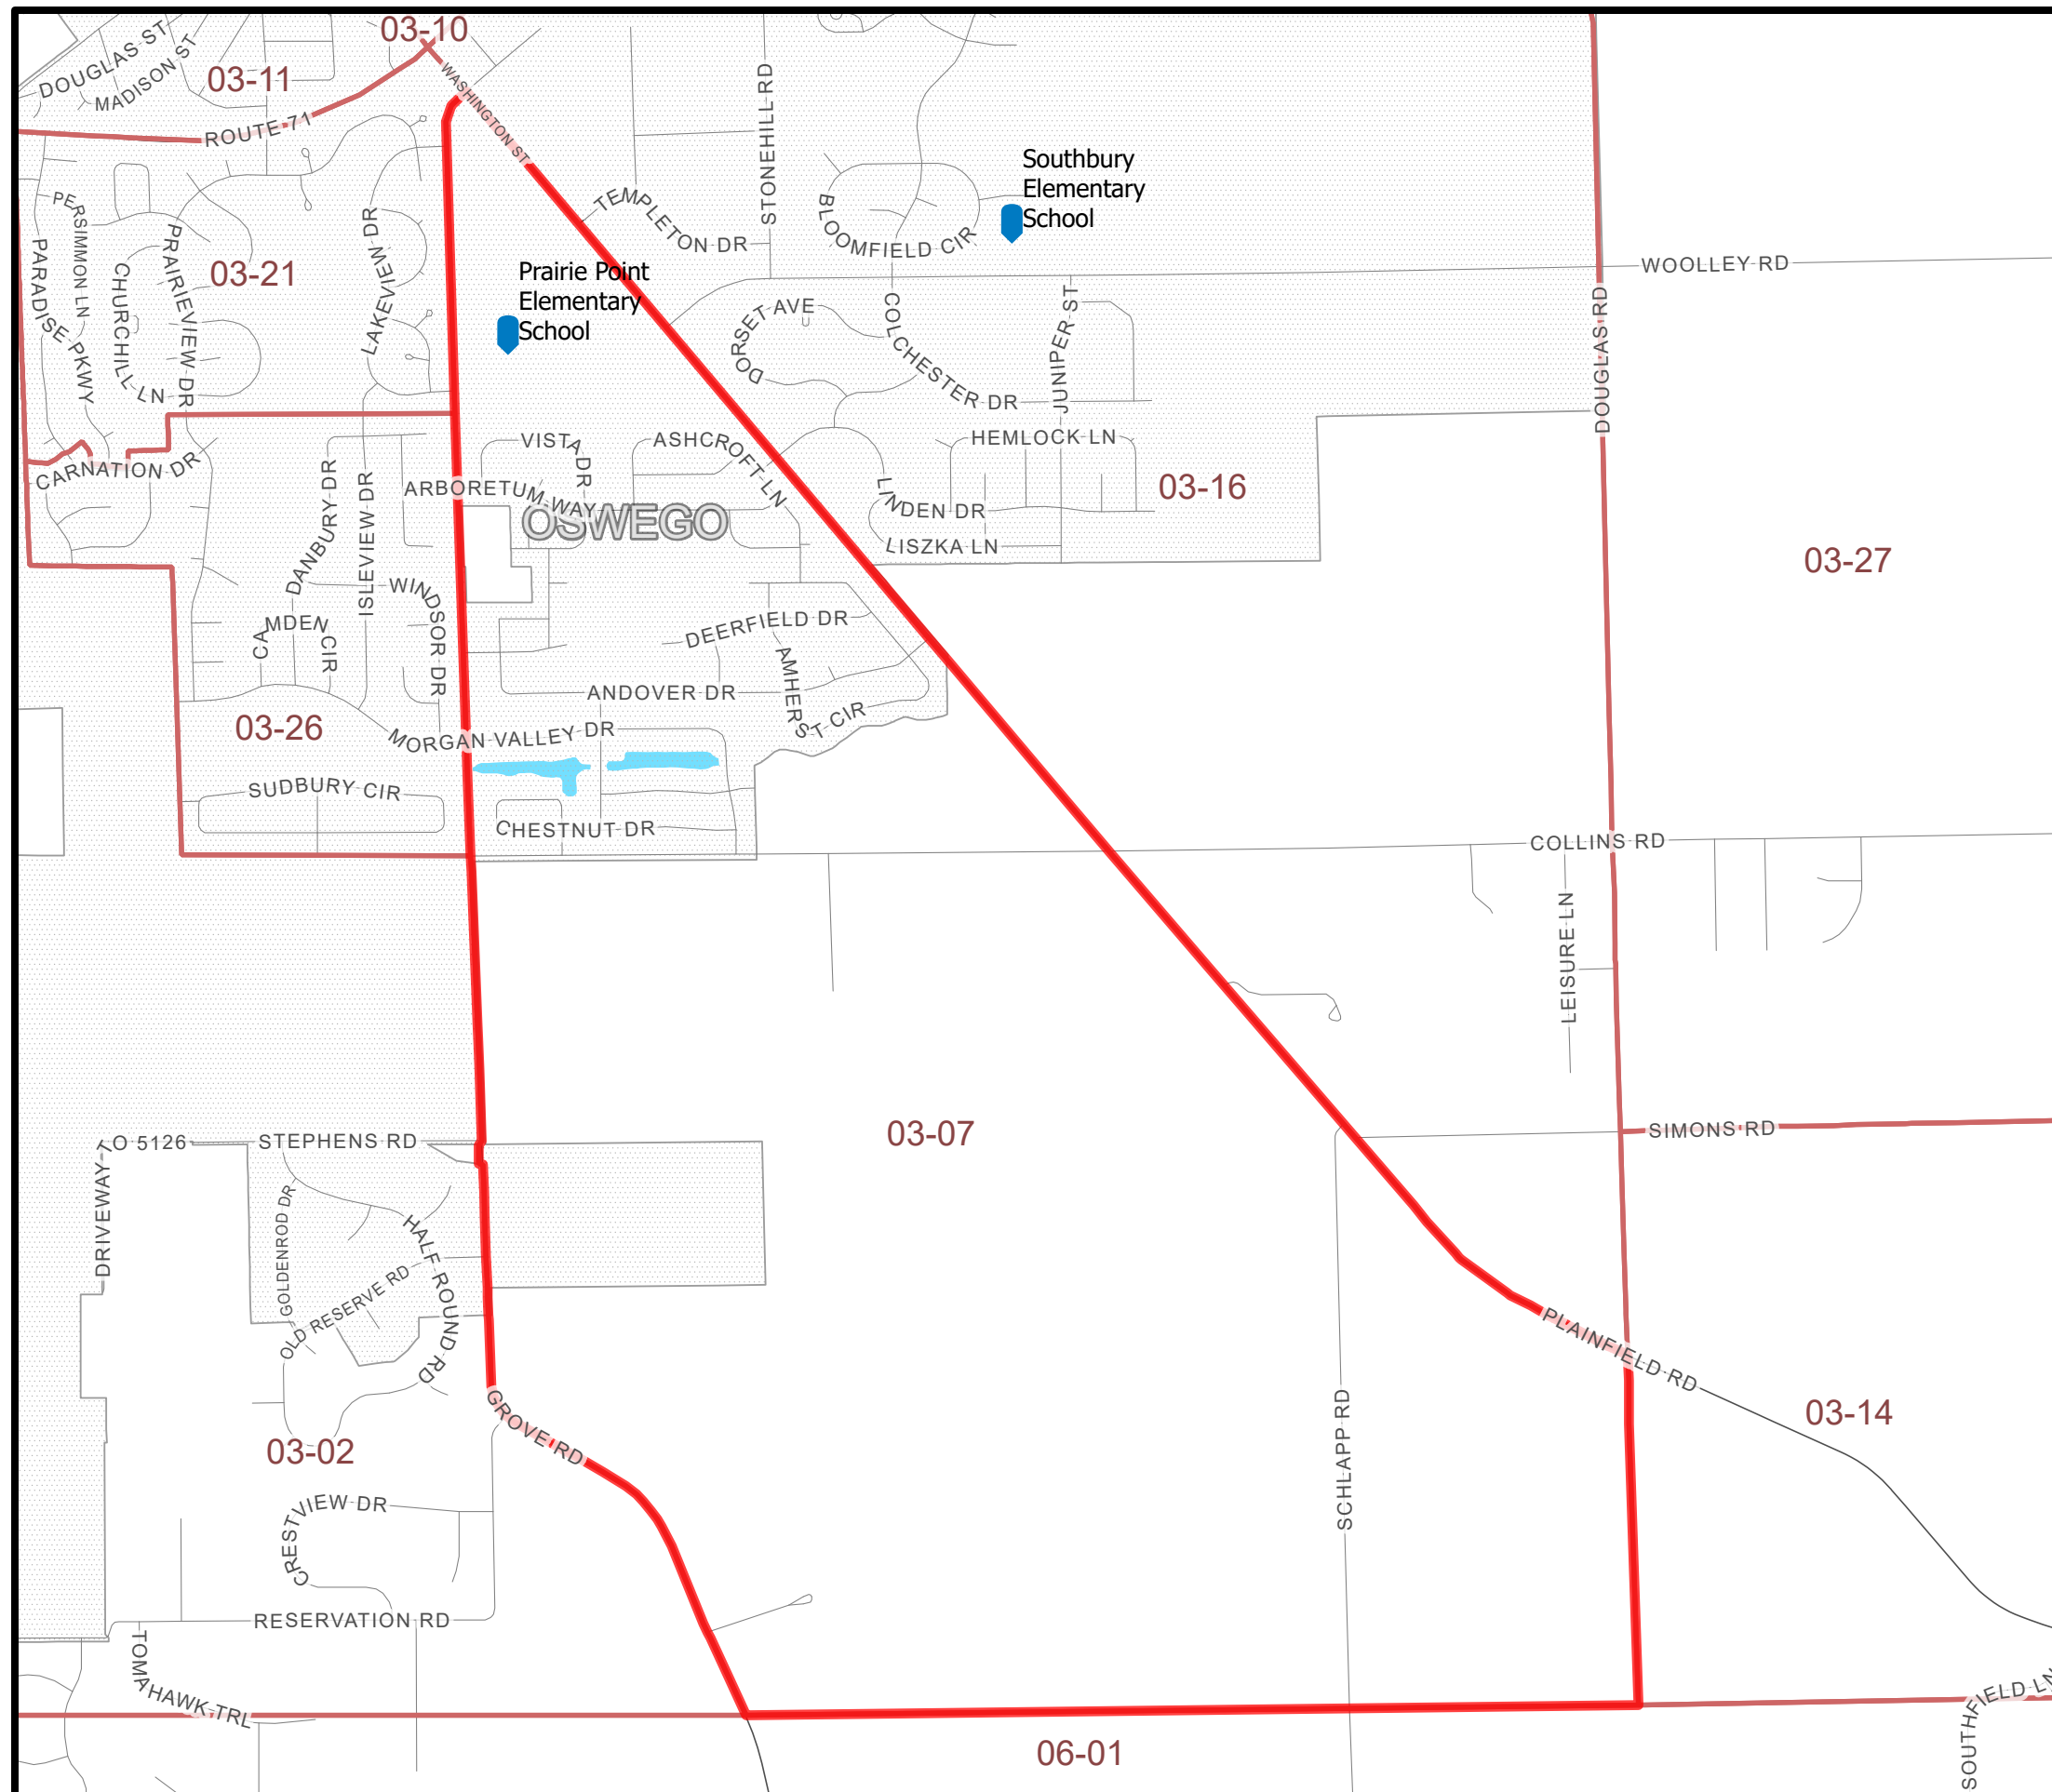 03-10
DOUGLAS ST
MADISON ST
03-11
ROUTE 71
WASHINGTON ST
STONEHILL RD
TEMPLETON DR
BLOOMFIELD CIR
Southbury
Elementary
School
WOOLLEY RD
DOUGLAS RD
PERSIMMON LN
PARADISE PKWY
CHURCHILL LN
PRAIRIEVIEW DR
03-21
LAKEVIEW DR
Prairie Point
Elementary
School
DORSET AVE
COLCHESTER DR
JUNIPER ST
HEMLOCK LN
03-16
LINDEN DR
LISZKA LN
03-27
CARNATION DR
DANBURY DR
ISLEVIEW DR
VISTA DR
ASHCROFT LN
ARBORETUM WAY
OSWEGO
WINDSOR DR
CAMDEN CIR
DEERFIELD DR
AMHERST CIR
ANDOVER DR
03-26
MORGAN VALLEY DR
SUDBURY CIR
CHESTNUT DR
COLLINS RD
LEISURE LN
03-07
SIMONS RD
DRIVEWAY TO 5126
STEPHENS RD
GOLDENROD DR
HALF ROUND RD
OLD RESERVE RD
PLAINFIELD RD
GROVE RD
SCHLAPP RD
03-14
03-02
CRESTVIEW DR
RESERVATION RD
TOMAHAWK TRL
06-01
SOUTHFIELD LN